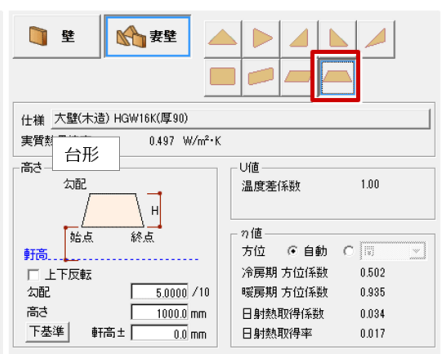 壁
妻壁
仕様 大壁(木造) HGW16K(厚90)
実質熱 0.497 W/m²・K
台形
高さ
勾配
H
始点 終点
軒高
上下反転
勾配 5.0000 /10
高さ 1000.0 mm
下基準 軒高± 0.0 mm
U値
温度差係数 1.00
η値
方位 自動
冷房期 方位係数 0.502
暖房期 方位係数 0.935
日射熱取得係数 0.034
日射熱取得率 0.017